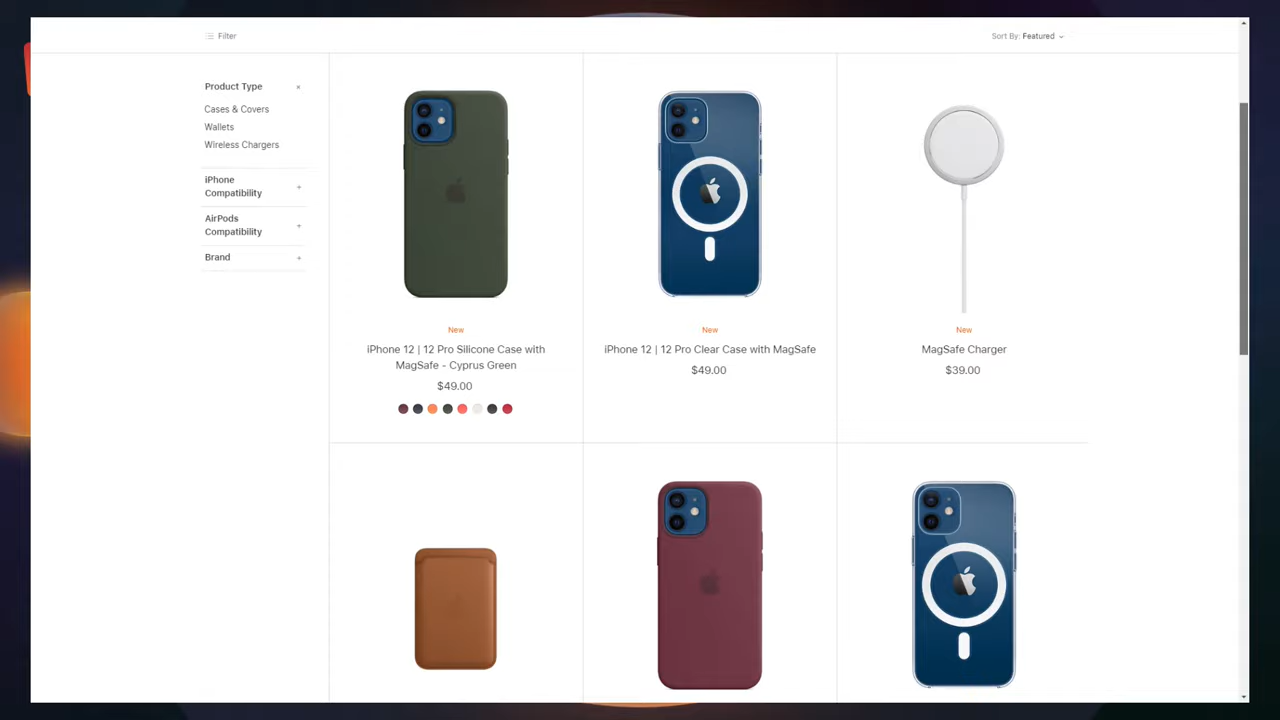 Filter
Sort By: Featured
Product Type
Cases & Covers
Wallets
Wireless Chargers
iPhone
Compatibility
AirPods
Compatibility
Brand
New
iPhone 12 | 12 Pro Silicone Case with
MagSafe - Cyprus Green
$49.00
New
iPhone 12 | 12 Pro Clear Case with MagSafe
$49.00
New
MagSafe Charger
$39.00